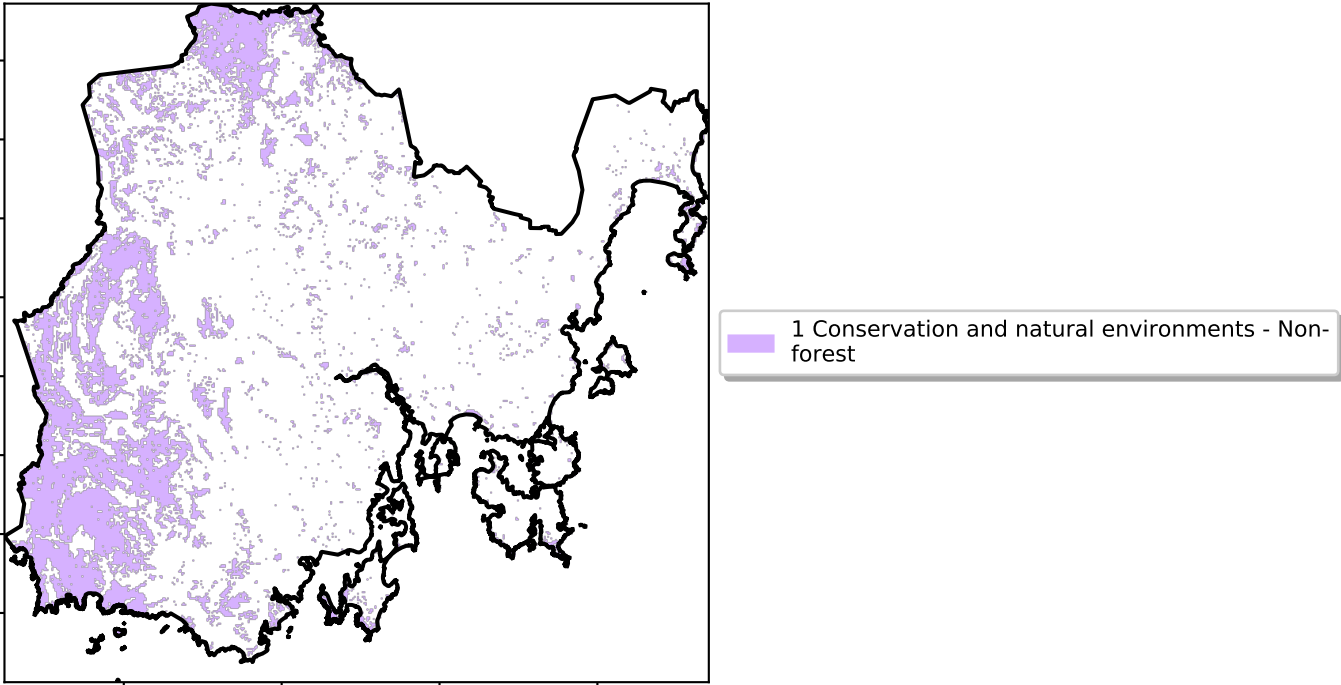 1 Conservation and natural environments - Non-
forest